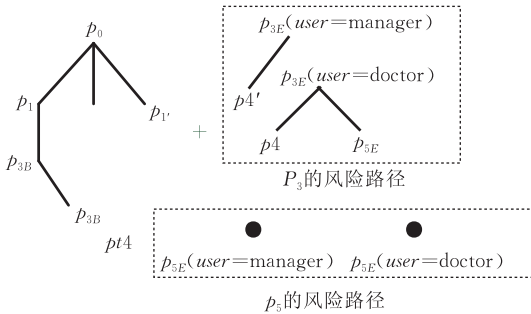 p0
p3E(user=manager)
p3E(user=doctor)
p1
p1′
+
p4′
p4
p5E
p3B
P3的风险路径
p3B
pt4
p5E(user=manager) p5E(user=doctor)
p5的风险路径